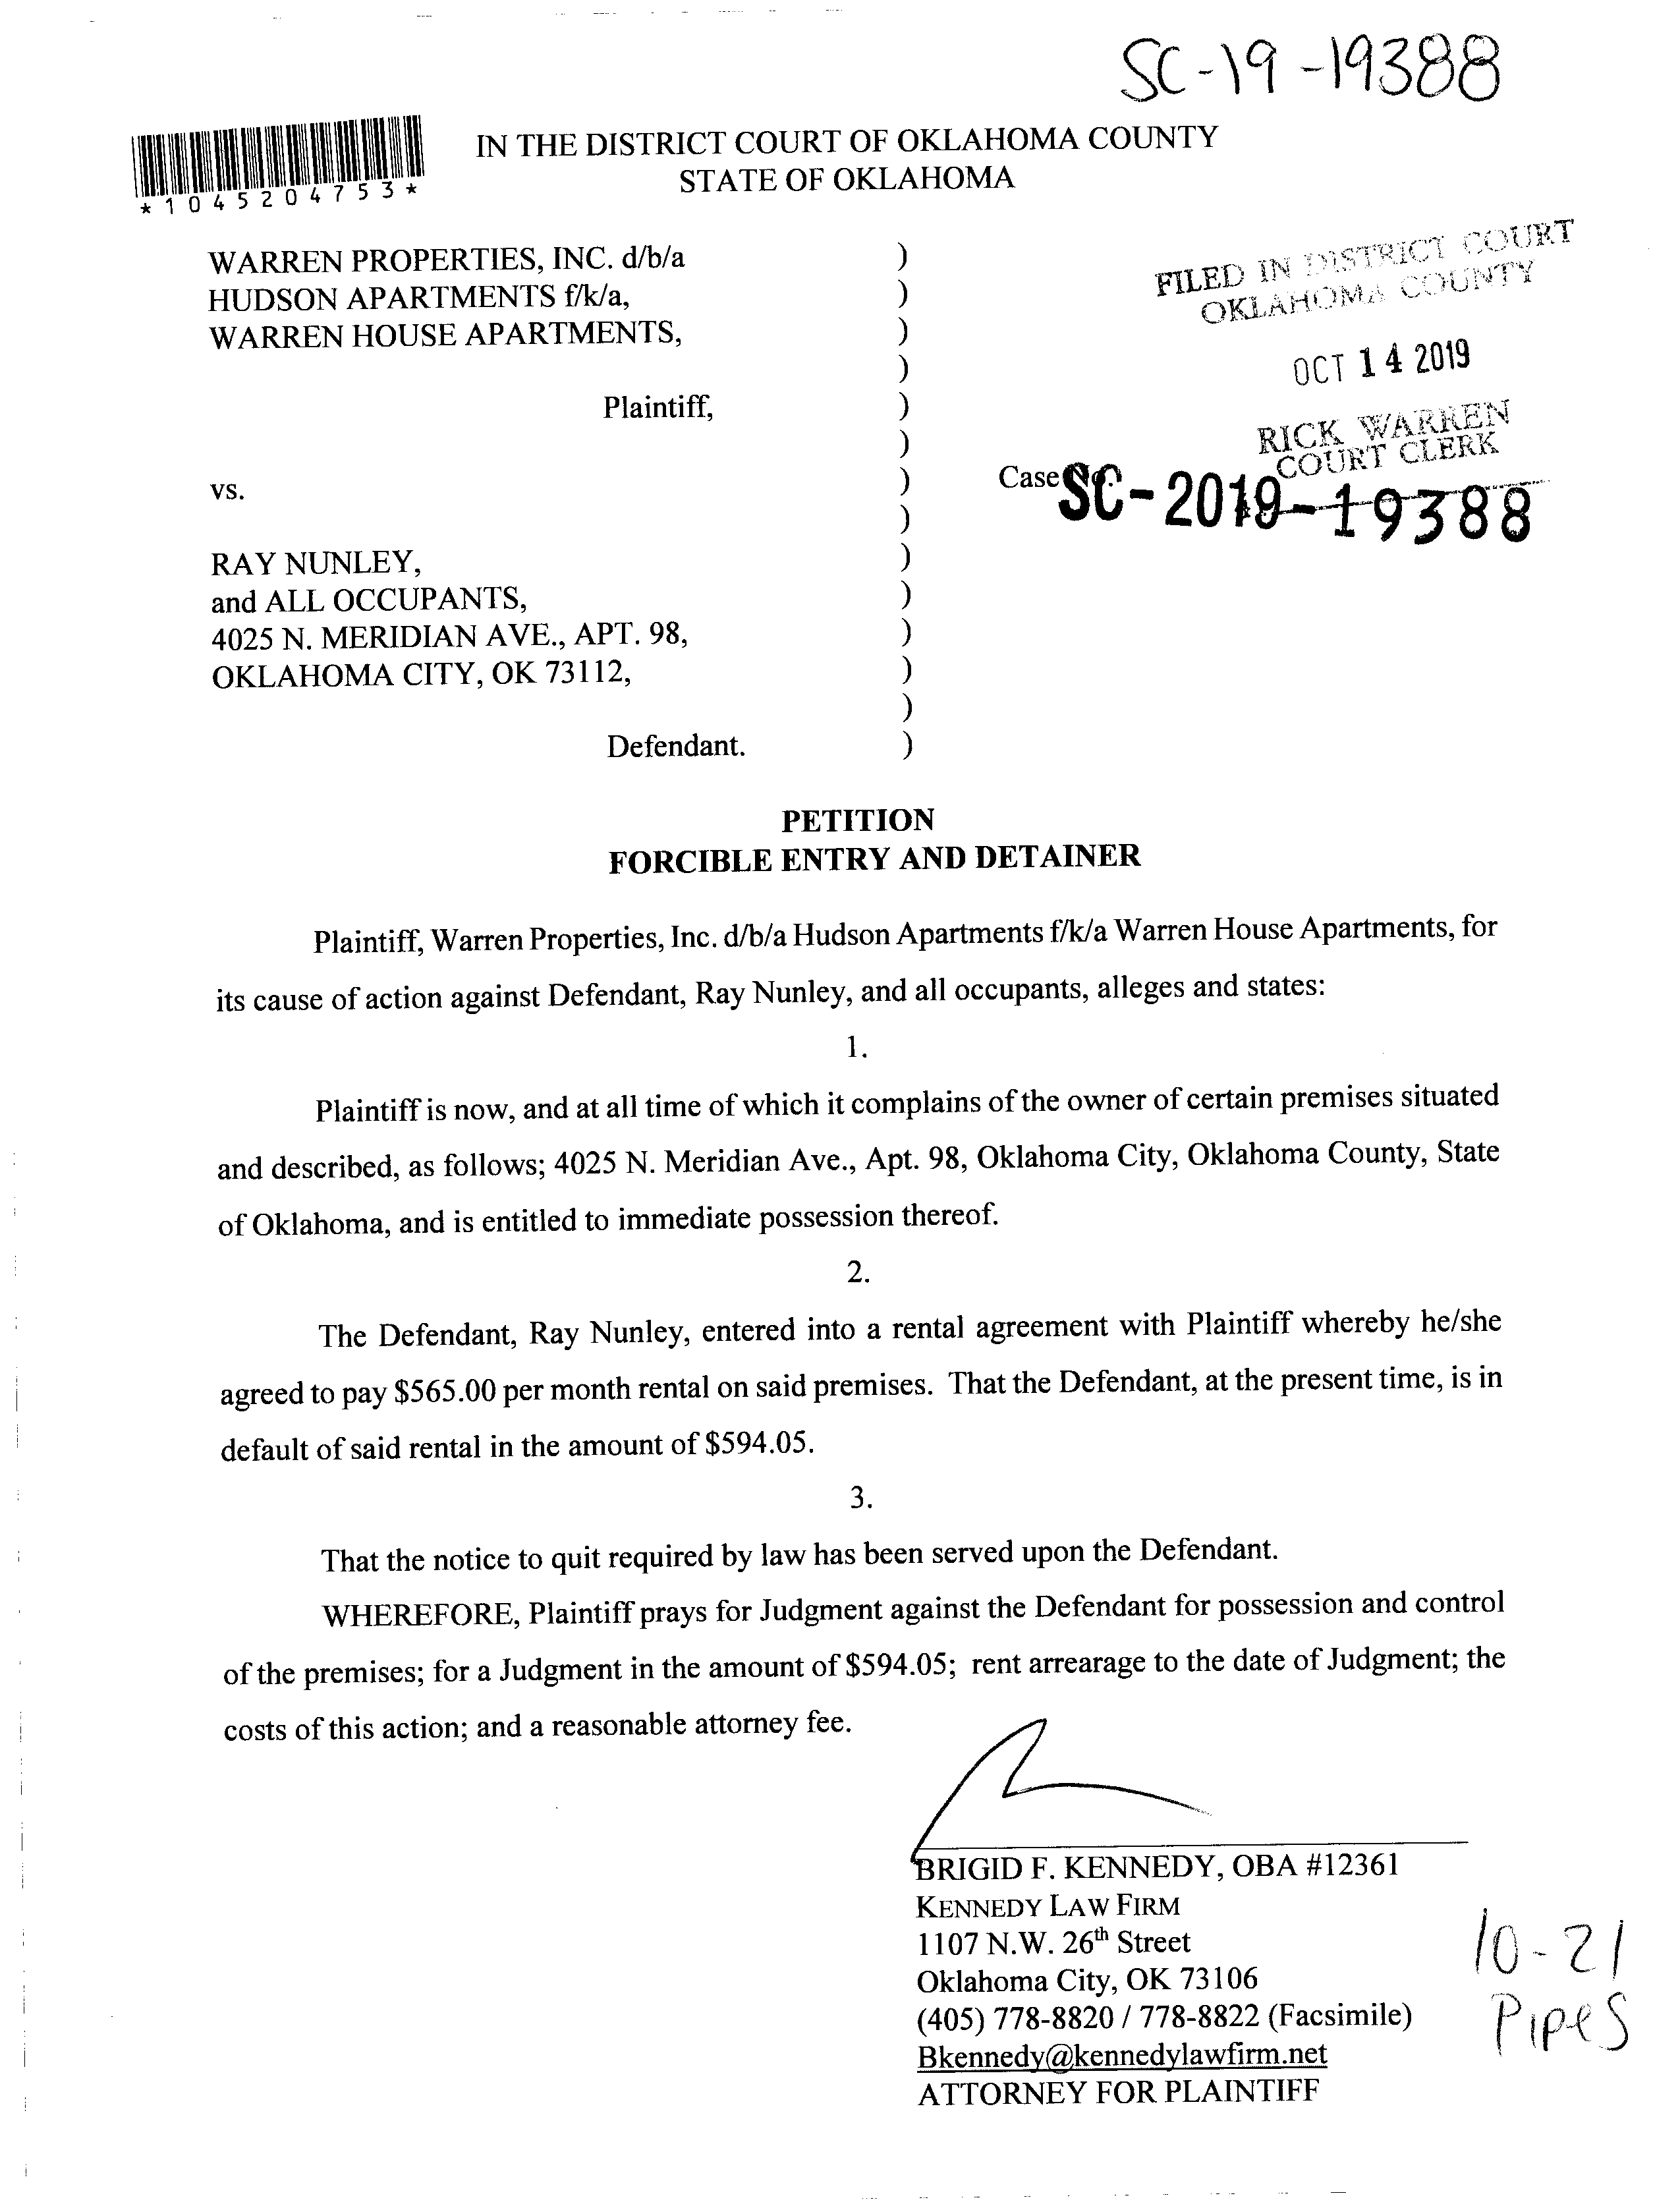 SC-19-19388
*1045204753*
IN THE DISTRICT COURT OF OKLAHOMA COUNTY
STATE OF OKLAHOMA
WARREN PROPERTIES, INC. d/b/a )
HUDSON APARTMENTS f/k/a, )
WARREN HOUSE APARTMENTS, )
)
Plaintiff, )
)
vs. )
)
RAY NUNLEY, )
and ALL OCCUPANTS, )
4025 N. MERIDIAN AVE., APT. 98, )
OKLAHOMA CITY, OK 73112, )
)
Defendant. )
FILED IN DISTRICT COURT
OKLAHOMA COUNTY
OCT 14 2019
RICK WARREN
COURT CLERK
Case No.
SC-2019-19388
PETITION
FORCIBLE ENTRY AND DETAINER
Plaintiff, Warren Properties, Inc. d/b/a Hudson Apartments f/k/a Warren House Apartments, for
its cause of action against Defendant, Ray Nunley, and all occupants, alleges and states:
1.
Plaintiff is now, and at all time of which it complains of the owner of certain premises situated
and described, as follows; 4025 N. Meridian Ave., Apt. 98, Oklahoma City, Oklahoma County, State
of Oklahoma, and is entitled to immediate possession thereof.
2.
The Defendant, Ray Nunley, entered into a rental agreement with Plaintiff whereby he/she
agreed to pay $565.00 per month rental on said premises. That the Defendant, at the present time, is in
default of said rental in the amount of $594.05.
3.
That the notice to quit required by law has been served upon the Defendant.
WHEREFORE, Plaintiff prays for Judgment against the Defendant for possession and control
of the premises; for a Judgment in the amount of $594.05; rent arrearage to the date of Judgment; the
costs of this action; and a reasonable attorney fee.
BRIGID F. KENNEDY, OBA #12361
KENNEDY LAW FIRM
1107 N.W. 26th Street
Oklahoma City, OK 73106
(405) 778-8820 / 778-8822 (Facsimile)
Bkennedy@kennedylawfirm.net
ATTORNEY FOR PLAINTIFF
10-21
Pipes